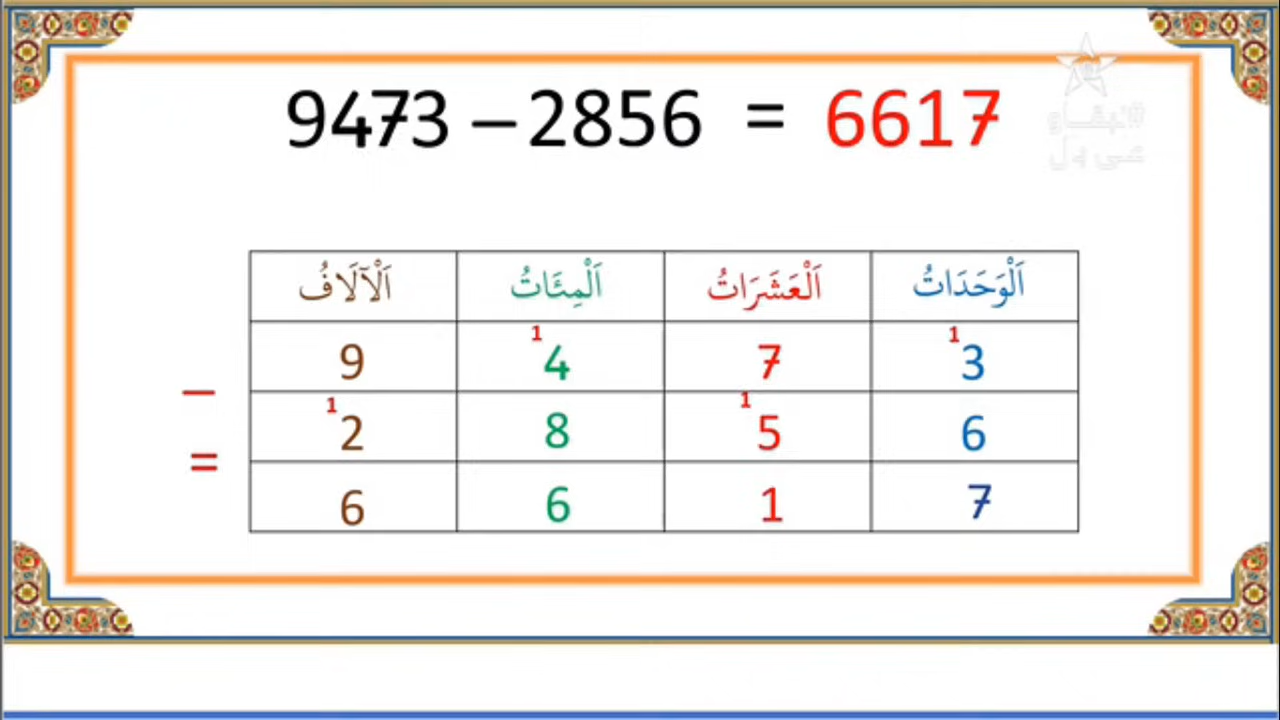 9473 – 2856 = 6617
اَلْآلَافُ اَلْمِئَاتُ اَلْعَشَرَاتُ اَلْوَحَدَاتُ
9 1 4 7 1 3
– 1 2 8 1 5 6
= 6 6 1 7